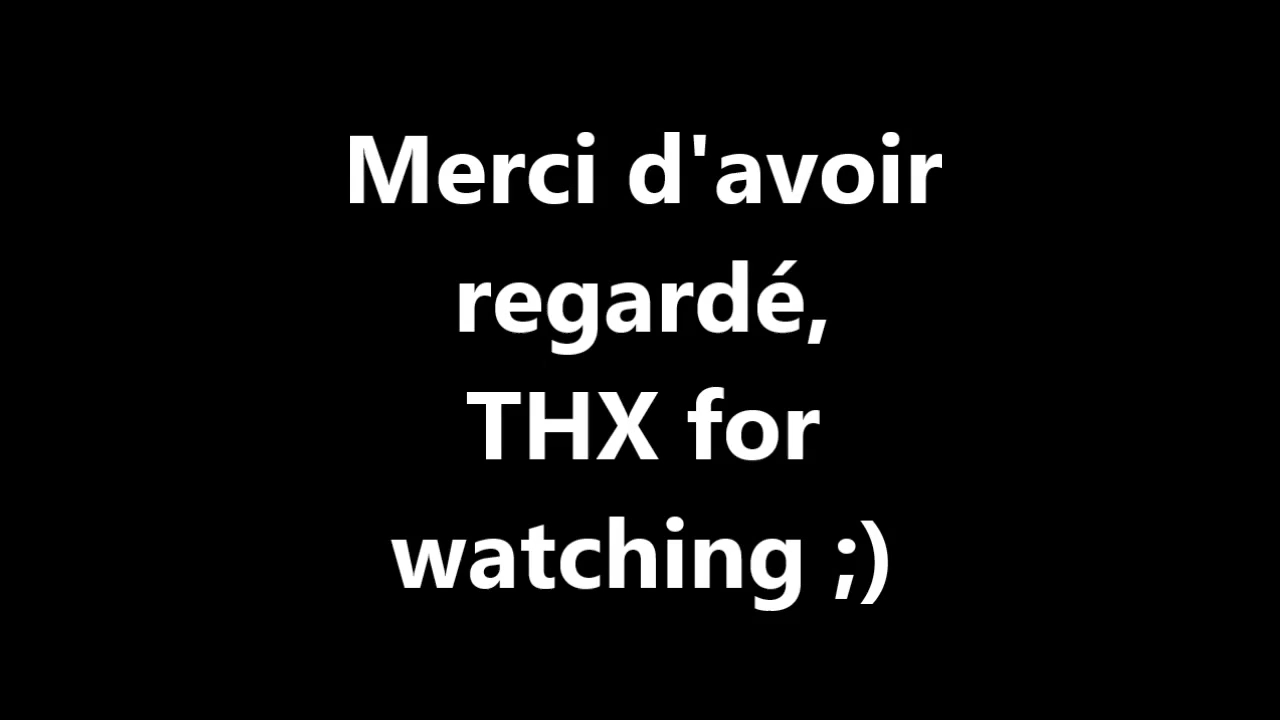 Merci d'avoir
regardé,
THX for
watching ;)